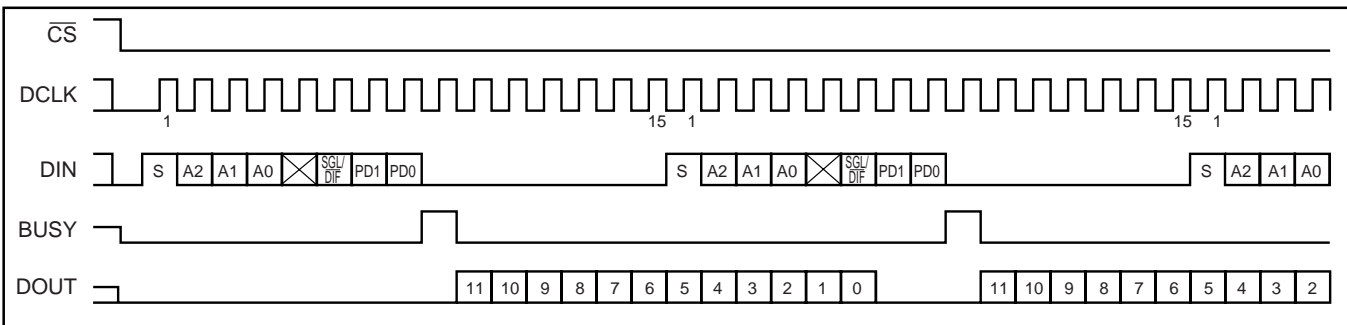 CS
DCLK
1 15 1 15 1
DIN S A2 A1 A0 SGL/DIF PD1 PD0 S A2 A1 A0 SGL/DIF PD1 PD0 S A2 A1 A0
BUSY
DOUT 11 10 9 8 7 6 5 4 3 2 1 0 11 10 9 8 7 6 5 4 3 2